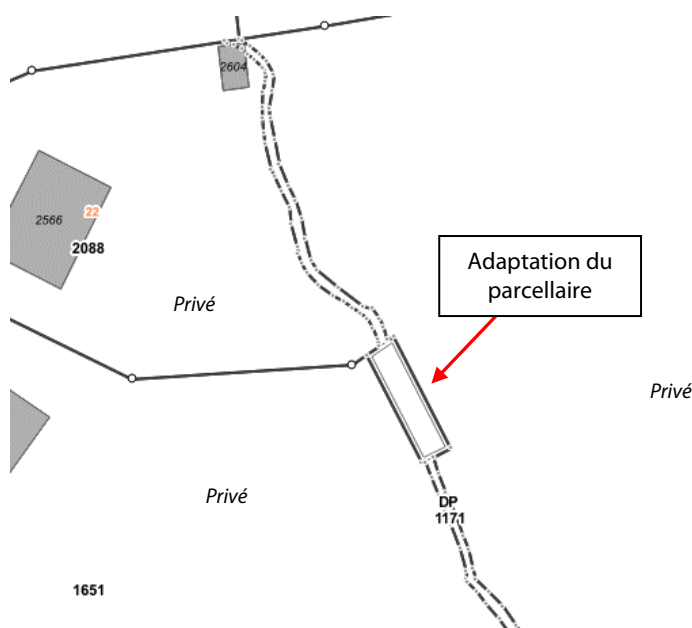 2604
2566
22
2088
Adaptation du
parcellaire
Privé
Privé
Privé
DP
1171
1651